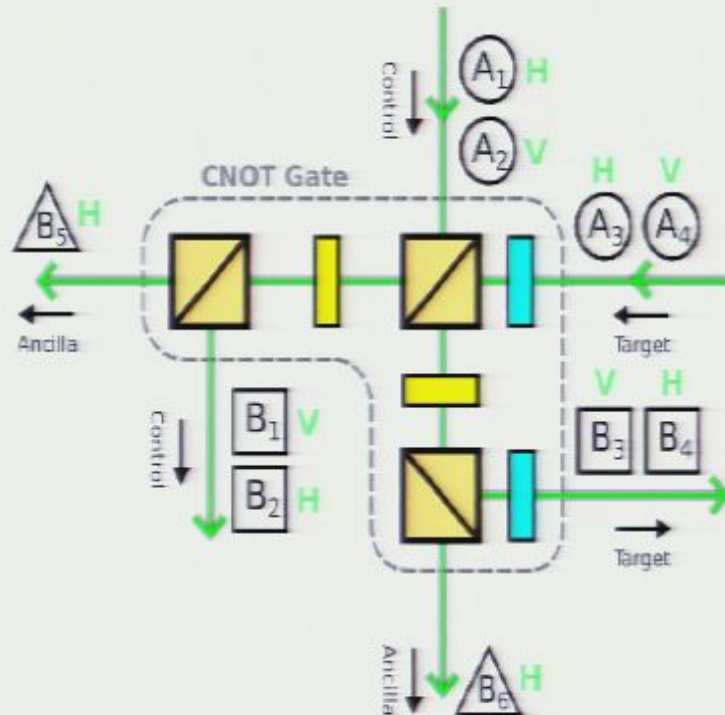 Control
A₁ H
A₂ V
CNOT Gate
H V
A₃ A₄
B₅ H
Ancilla
Target
Control
B₁ V
B₂ H
V H
B₃ B₄
Target
Ancilla
B₆ H